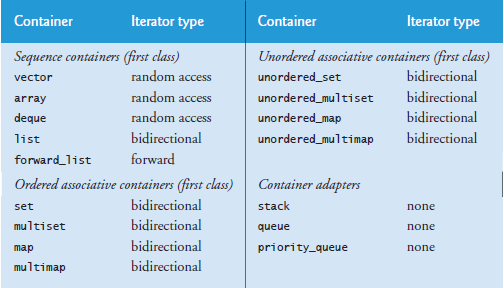 Container Iterator type
Sequence containers (first class)
vector random access
array random access
deque random access
list bidirectional
forward_list forward
Ordered associative containers (first class)
set bidirectional
multiset bidirectional
map bidirectional
multimap bidirectional
Container Iterator type
Unordered associative containers (first class)
unordered_set bidirectional
unordered_multiset bidirectional
unordered_map bidirectional
unordered_multimap bidirectional
Container adapters
stack none
queue none
priority_queue none